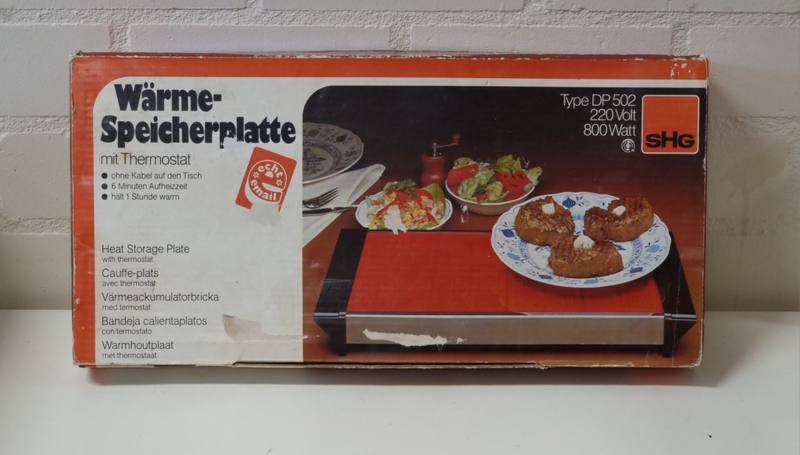 Wärme-
Speicherplatte
mit Thermostat
ohne Kabel auf den Tisch
6 Minuten Aufheizzeit
hält 1 Stunde warm
echt
email
Heat Storage Plate
with thermostat
Cauffe-plats
avec thermostat
Värmeackumulatorbricka
med termostat
Bandeja calientaplatos
con termostato
Warmhoutplaat
met thermostaat
Type DP 502
220 Volt
800 Watt
SHG